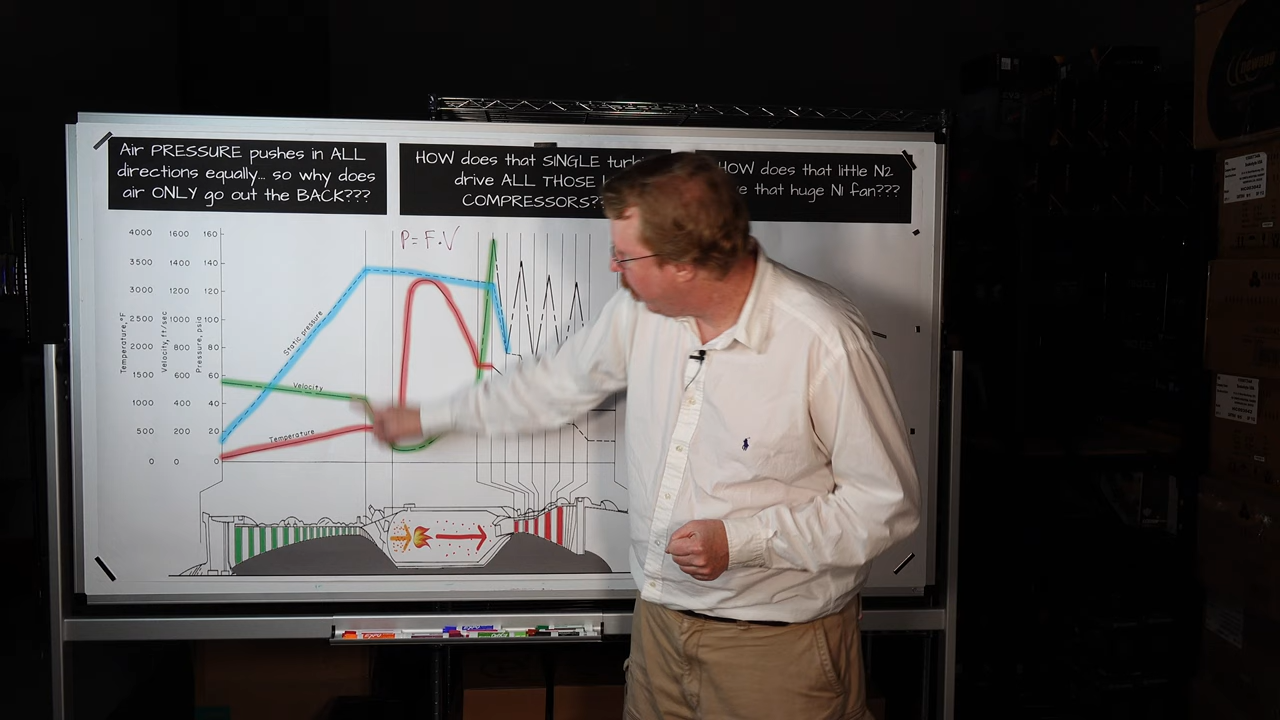 Air PRESSURE pushes in ALL
directions equally... so why does
air ONLY go out the BACK???
HOW does that SINGLE
drive ALL THOSE
COMPRESSORS?
HOW does that little N2
that huge N1 fan???
P=F·V
4000 1600 160
3500 1400 140
3000 1200 120
2500 1000 100
2000 800 80
1500 600 60
1000 400 40
500 200 20
0 0 0
Temperature, °F
Velocity, ft/sec
Pressure, psia
Static pressure
Velocity
Temperature
EXPO